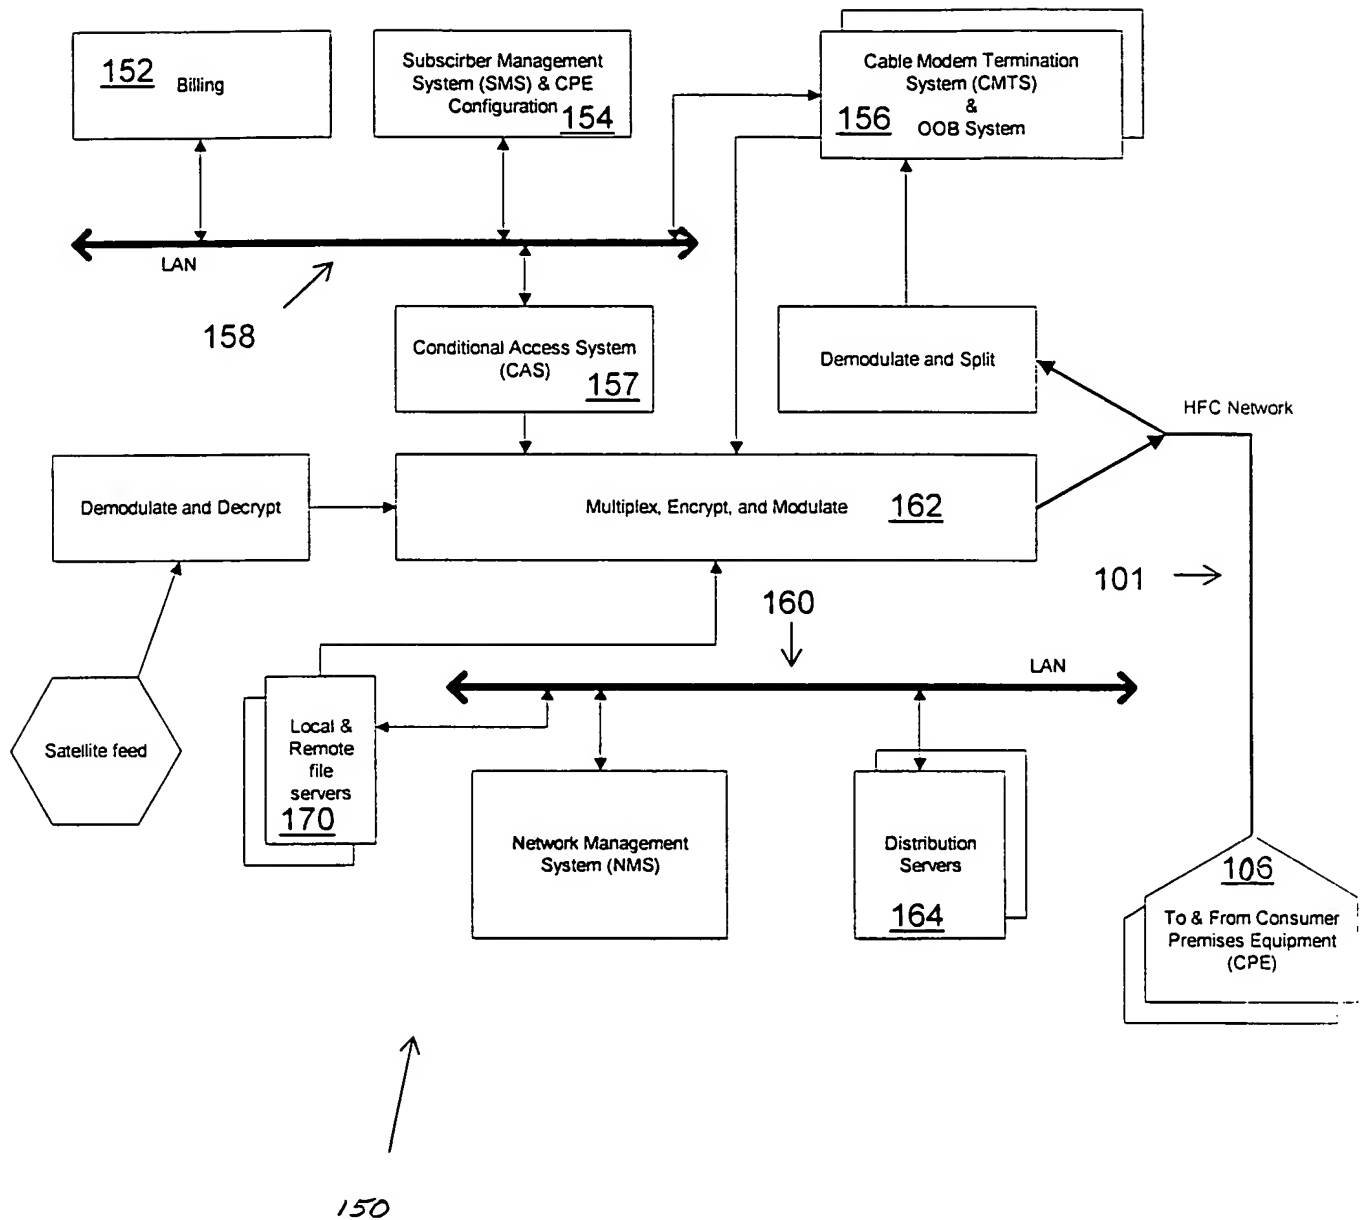 152
Billing
Subscirber Management
System (SMS) & CPE
Configuration
154
Cable Modem Termination
System (CMTS)
&
OOB System
156
LAN
158
Conditional Access System
(CAS)
157
Demodulate and Split
HFC Network
Demodulate and Decrypt
Multiplex, Encrypt, and Modulate
162
101
160
LAN
Satellite feed
Local &
Remote
file
servers
170
Network Management
System (NMS)
Distribution
Servers
164
106
To & From Consumer
Premises Equipment
(CPE)
150